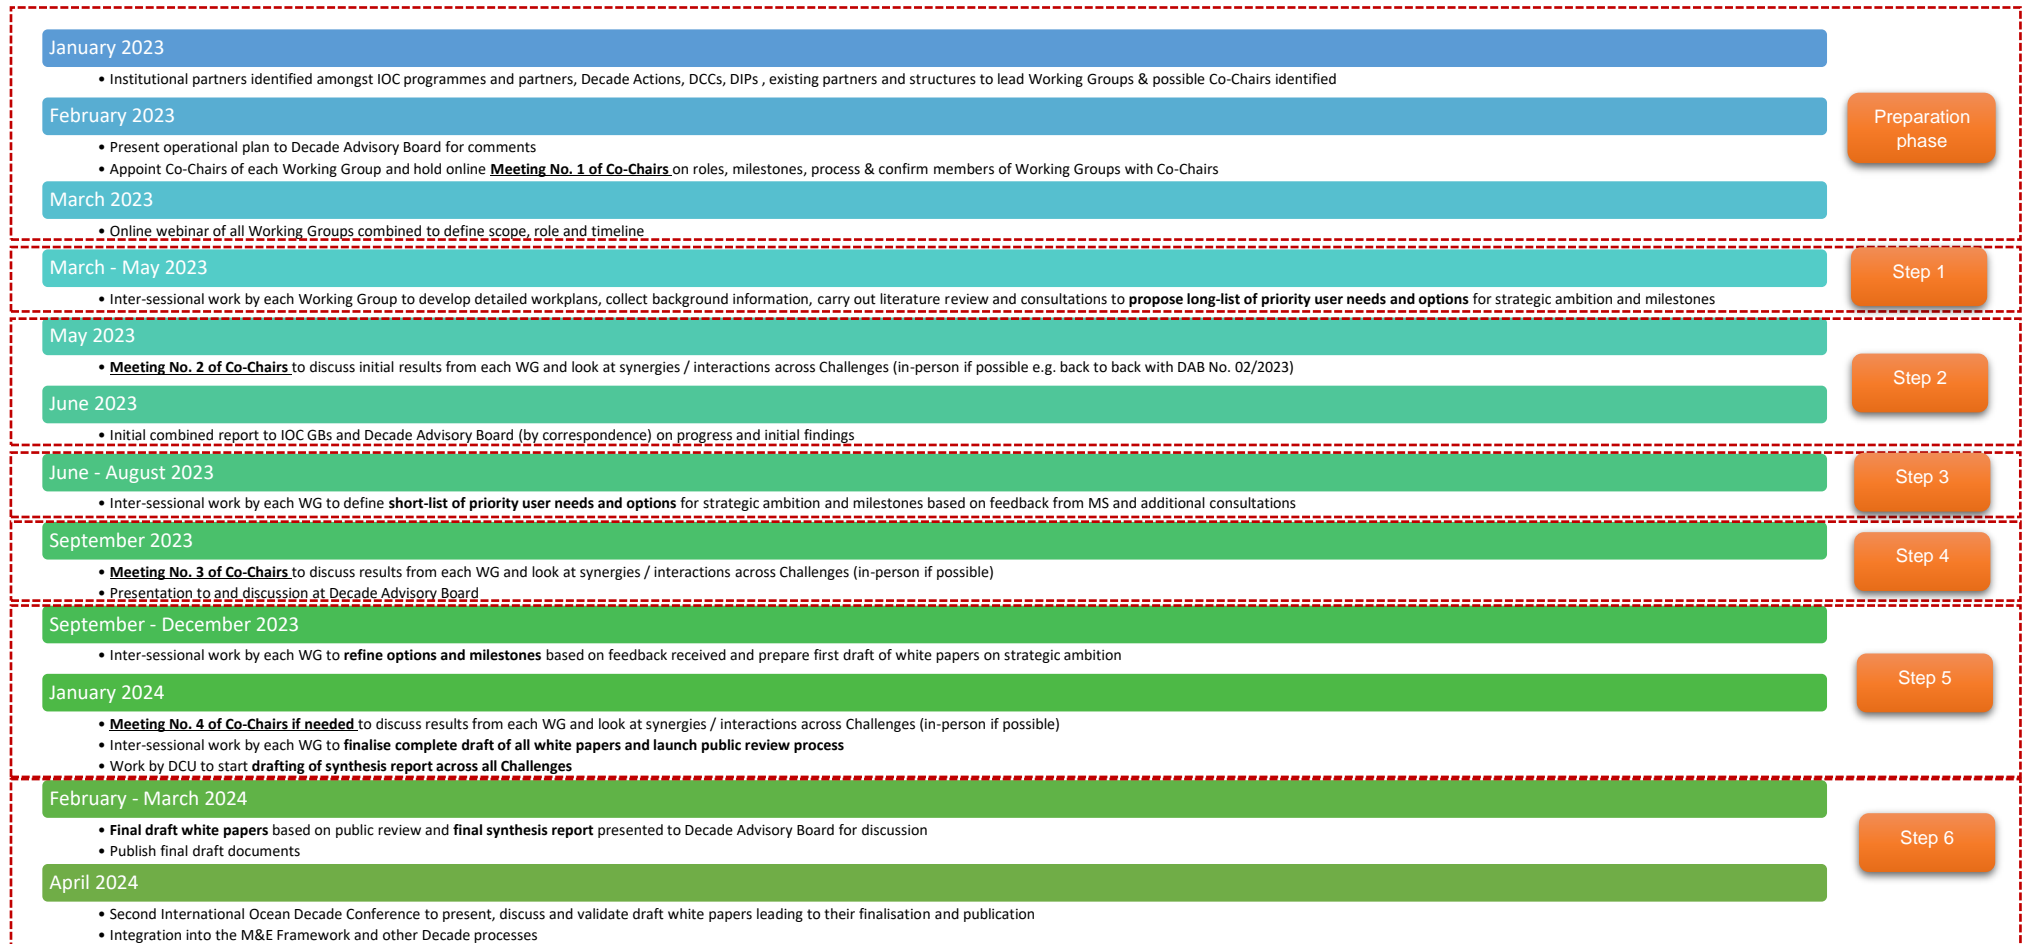 January 2023
• Institutional partners identified amongst IOC programmes and partners, Decade Actions, DCCs, DIPs , existing partners and structures to lead Working Groups & possible Co-Chairs identified
February 2023
• Present operational plan to Decade Advisory Board for comments
• Appoint Co-Chairs of each Working Group and hold online Meeting No. 1 of Co-Chairs on roles, milestones, process & confirm members of Working Groups with Co-Chairs
March 2023
• Online webinar of all Working Groups combined to define scope, role and timeline
Preparation
phase
March - May 2023
• Inter-sessional work by each Working Group to develop detailed workplans, collect background information, carry out literature review and consultations to propose long-list of priority user needs and options for strategic ambition and milestones
Step 1
May 2023
• Meeting No. 2 of Co-Chairs to discuss initial results from each WG and look at synergies / interactions across Challenges (in-person if possible e.g. back to back with DAB No. 02/2023)
June 2023
• Initial combined report to IOC GBs and Decade Advisory Board (by correspondence) on progress and initial findings
Step 2
June - August 2023
• Inter-sessional work by each WG to define short-list of priority user needs and options for strategic ambition and milestones based on feedback from MS and additional consultations
Step 3
September 2023
• Meeting No. 3 of Co-Chairs to discuss results from each WG and look at synergies / interactions across Challenges (in-person if possible)
• Presentation to and discussion at Decade Advisory Board
Step 4
September - December 2023
• Inter-sessional work by each WG to refine options and milestones based on feedback received and prepare first draft of white papers on strategic ambition
January 2024
• Meeting No. 4 of Co-Chairs if needed to discuss results from each WG and look at synergies / interactions across Challenges (in-person if possible)
• Inter-sessional work by each WG to finalise complete draft of all white papers and launch public review process
• Work by DCU to start drafting of synthesis report across all Challenges
Step 5
February - March 2024
• Final draft white papers based on public review and final synthesis report presented to Decade Advisory Board for discussion
• Publish final draft documents
April 2024
• Second International Ocean Decade Conference to present, discuss and validate draft white papers leading to their finalisation and publication
• Integration into the M&E Framework and other Decade processes
Step 6